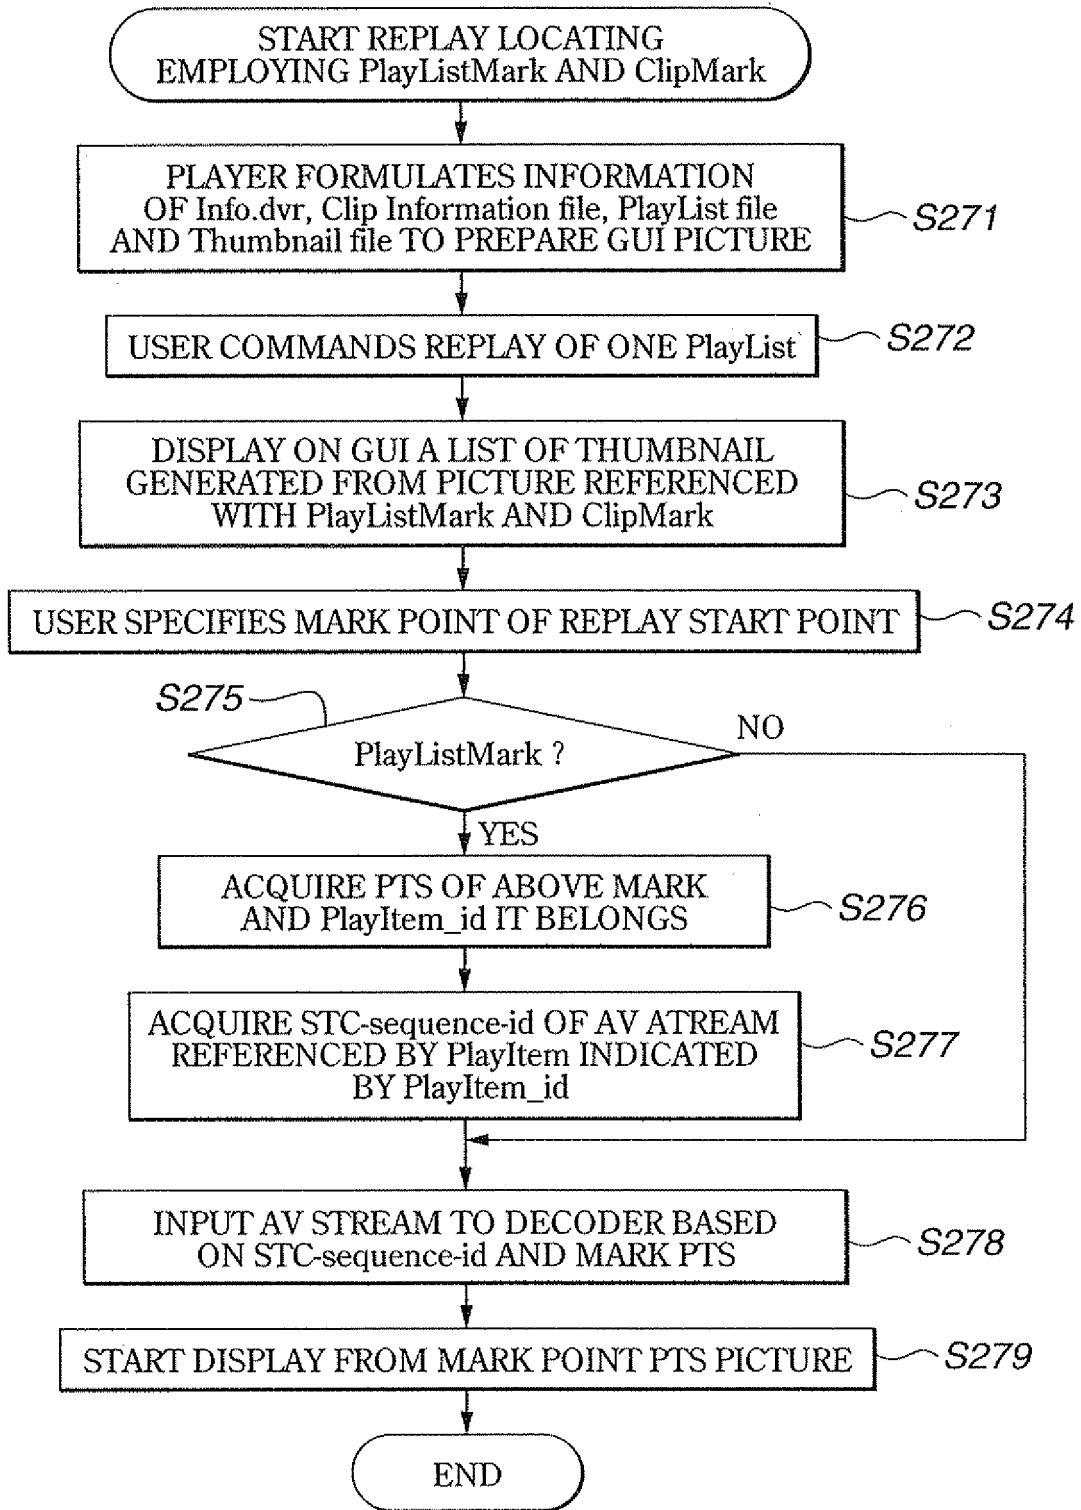 START REPLAY LOCATING
EMPLOYING PlayListMark AND ClipMark
PLAYER FORMULATES INFORMATION
OF Info.dvr, Clip Information file, PlayList file
AND Thumbnail file TO PREPARE GUI PICTURE
S271
USER COMMANDS REPLAY OF ONE PlayList
S272
DISPLAY ON GUI A LIST OF THUMBNAIL
GENERATED FROM PICTURE REFERENCED
WITH PlayListMark AND ClipMark
S273
USER SPECIFIES MARK POINT OF REPLAY START POINT
S274
S275
PlayListMark ?
NO
YES
ACQUIRE PTS OF ABOVE MARK
AND PlayItem_id IT BELONGS
S276
ACQUIRE STC-sequence-id OF AV ATREAM
REFERENCED BY PlayItem INDICATED
BY PlayItem_id
S277
INPUT AV STREAM TO DECODER BASED
ON STC-sequence-id AND MARK PTS
S278
START DISPLAY FROM MARK POINT PTS PICTURE
S279
END